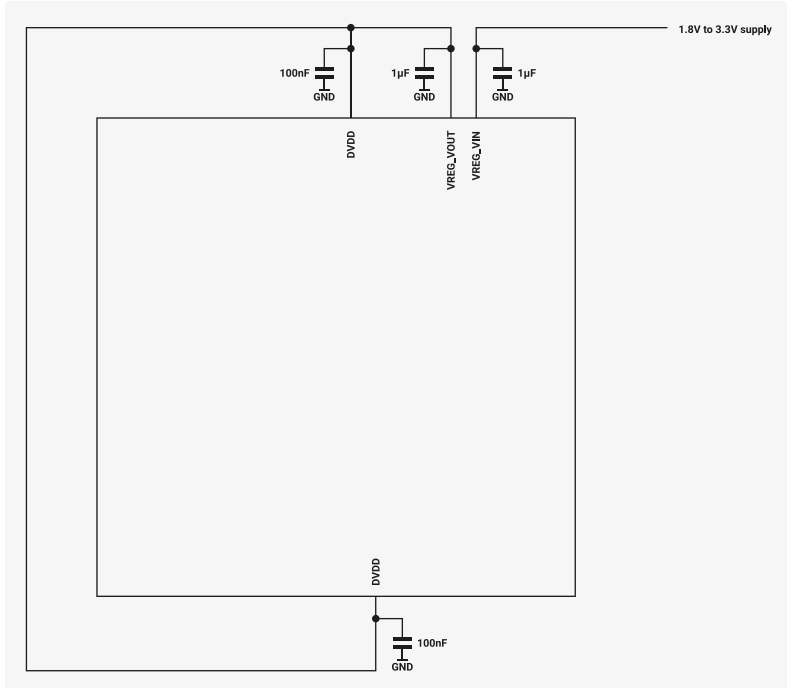 1.8V to 3.3V supply
100nF
1µF
1µF
GND
GND
GND
DVDD
VREG_VOUT
VREG_VIN
DVDD
100nF
GND